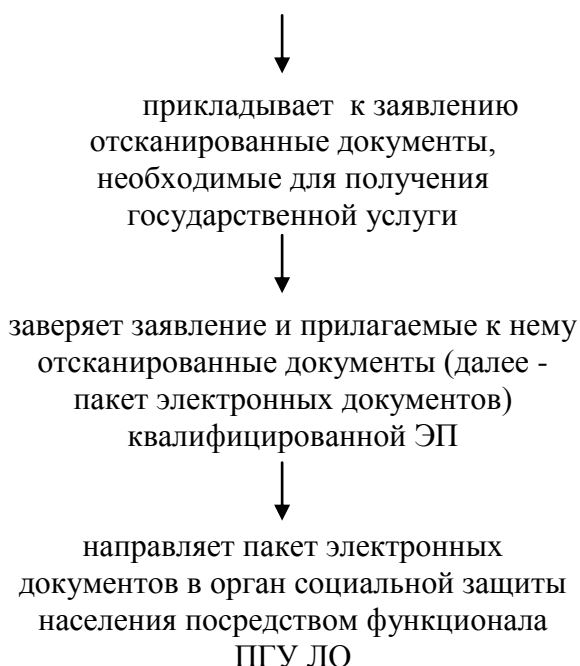 прикладывает к заявлению
отсканированные документы,
необходимые для получения
государственной услуги
заверяет заявление и прилагаемые к нему
отсканированные документы (далее -
пакет электронных документов)
квалифицированной ЭП
направляет пакет электронных
документов в орган социальной защиты
населения посредством функционала
ПГУ ЛО